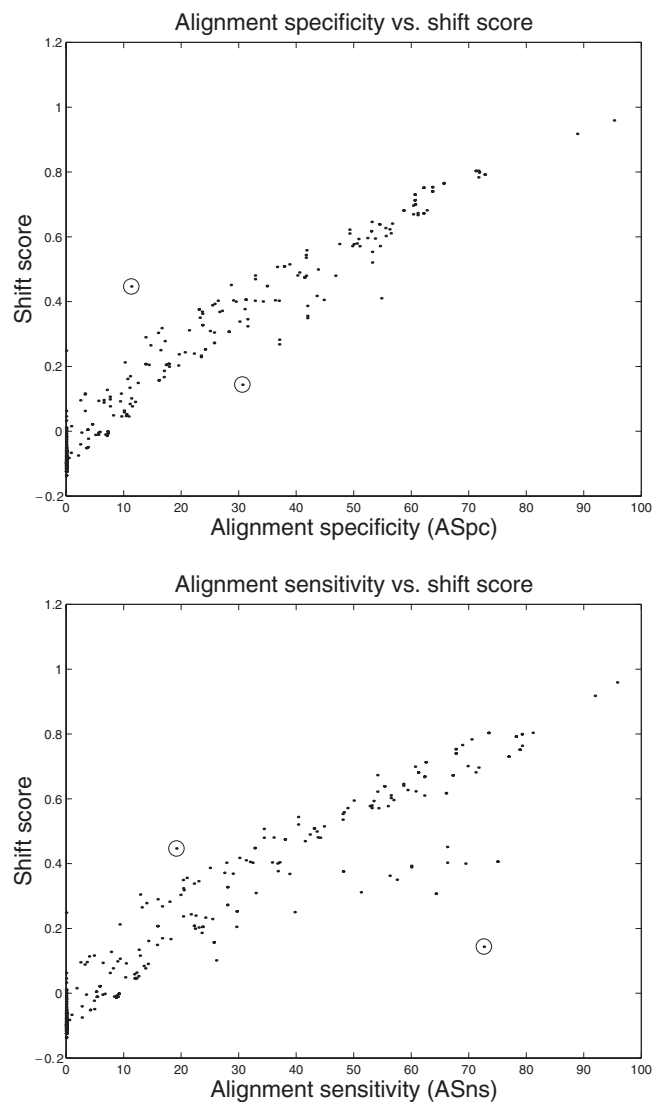 Alignment specificity vs. shift score
1.2
1
0.8
0.6
0.4
0.2
0
−0.2
Shift score
0 10 20 30 40 50 60 70 80 90 100
Alignment specificity (ASpc)
Alignment sensitivity vs. shift score
1.2
1
0.8
0.6
0.4
0.2
0
−0.2
Shift score
0 10 20 30 40 50 60 70 80 90 100
Alignment sensitivity (ASns)